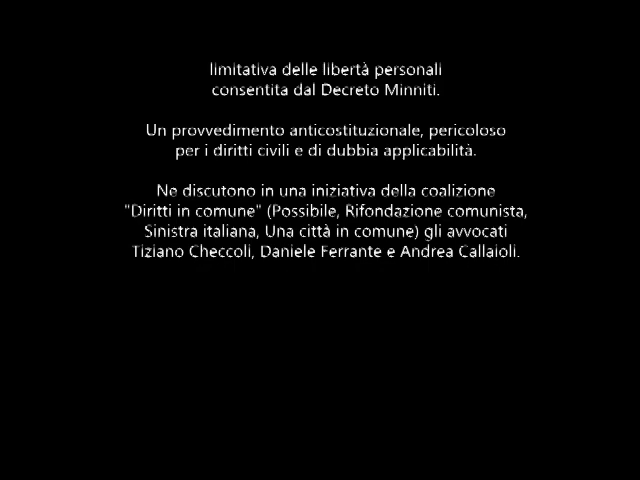 limitativa delle libertà personali
consentita dal Decreto Minniti.
Un provvedimento anticostituzionale, pericoloso
per i diritti civili e di dubbia applicabilità.
Ne discutono in una iniziativa della coalizione
"Diritti in comune" (Possibile, Rifondazione comunista,
Sinistra italiana, Una città in comune) gli avvocati
Tiziano Checcoli, Daniele Ferrante e Andrea Callaioli.